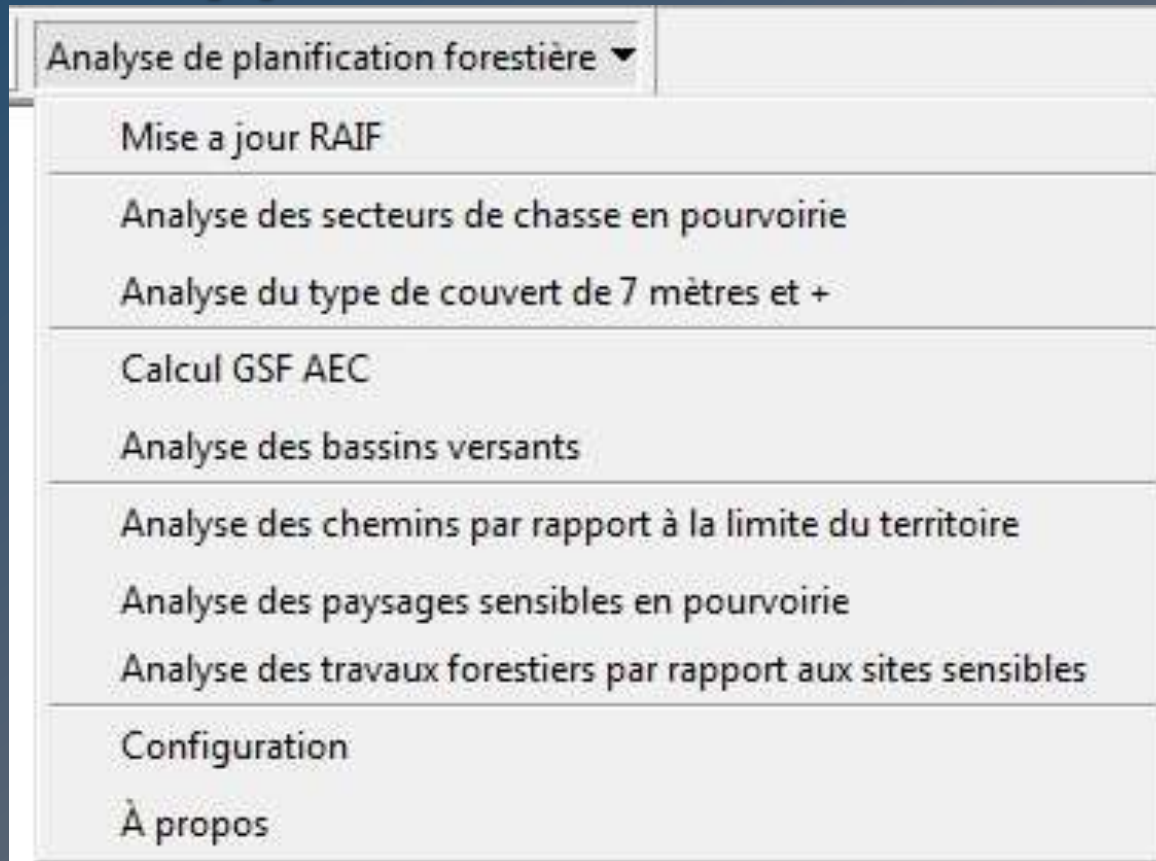 Analyse de planification forestière
Mise a jour RAIF
Analyse des secteurs de chasse en pourvoirie
Analyse du type de couvert de 7 mètres et +
Calcul GSF AEC
Analyse des bassins versants
Analyse des chemins par rapport à la limite du territoire
Analyse des paysages sensibles en pourvoirie
Analyse des travaux forestiers par rapport aux sites sensibles
Configuration
À propos